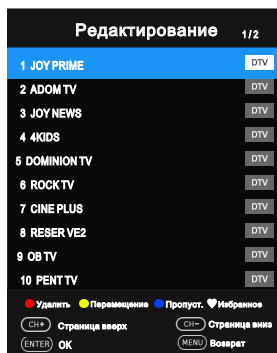 Редактирование 1/2
1 JOY PRIME DTV
2 ADOM TV DTV
3 JOY NEWS DTV
4 4KIDS DTV
5 DOMINION TV DTV
6 ROCK TV DTV
7 CINE PLUS DTV
8 RESER VE2 DTV
9 OB TV DTV
10 PENT TV DTV
Удалить Перемещение Пропуст. Избранное
CH+ Страница вверх CH- Страница вниз
ENTER OK MENU Возврат